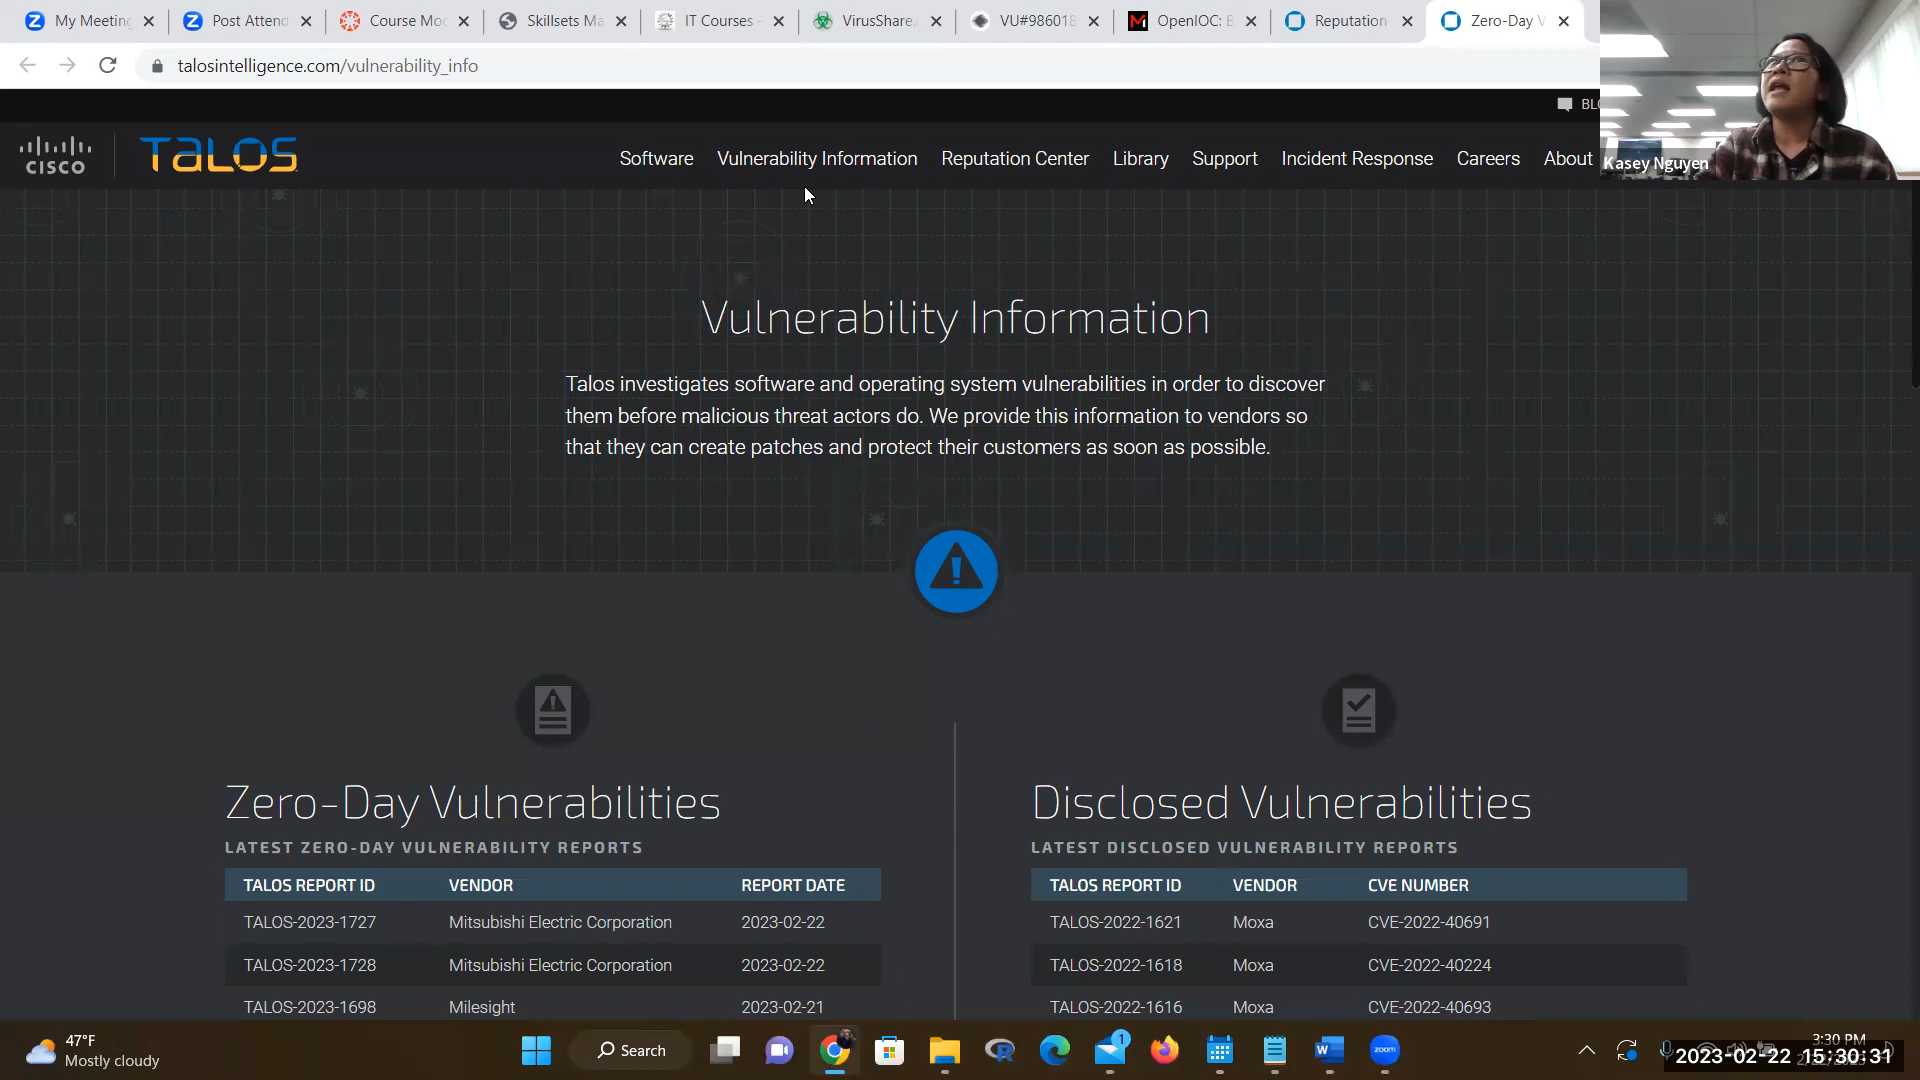 My Meeting
Post Attend
Course Moc
Skillsets Ma
IT Courses -
VirusShare.
VU#986018
OpenIOC: B
Reputation
Zero-Day V
talosintelligence.com/vulnerability_info
BLO
CISCO
TALOS
Software
Vulnerability Information
Reputation Center
Library
Support
Incident Response
Careers
About
Kasey Nguyen
Vulnerability Information
Talos investigates software and operating system vulnerabilities in order to discover
them before malicious threat actors do. We provide this information to vendors so
that they can create patches and protect their customers as soon as possible.
Zero-Day Vulnerabilities
LATEST ZERO-DAY VULNERABILITY REPORTS
TALOS REPORT ID VENDOR REPORT DATE
TALOS-2023-1727 Mitsubishi Electric Corporation 2023-02-22
TALOS-2023-1728 Mitsubishi Electric Corporation 2023-02-22
TALOS-2023-1698 Milesight 2023-02-21
Disclosed Vulnerabilities
LATEST DISCLOSED VULNERABILITY REPORTS
TALOS REPORT ID VENDOR CVE NUMBER
TALOS-2022-1621 Moxa CVE-2022-40691
TALOS-2022-1618 Moxa CVE-2022-40224
TALOS-2022-1616 Moxa CVE-2022-40693
47°F
Mostly cloudy
Search
1
zoom
3:30 PM
2023-02-22 15:30:31